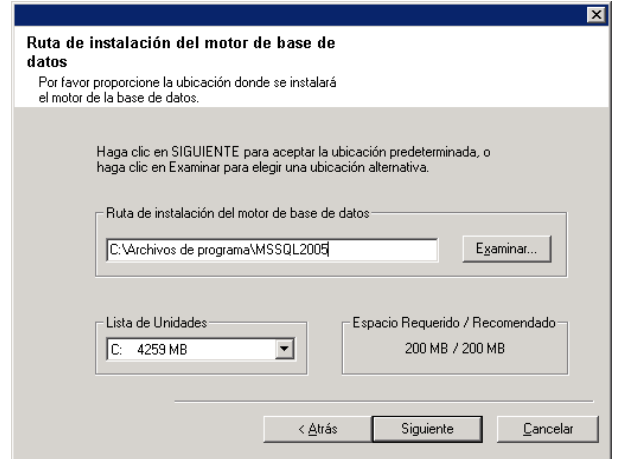 Ruta de instalación del motor de base de
datos
Por favor proporcione la ubicación donde se instalará
el motor de la base de datos.
Haga clic en SIGUIENTE para aceptar la ubicación predeterminada, o
haga clic en Examinar para elegir una ubicación alternativa.
Ruta de instalación del motor de base de datos
C:\Archivos de programa\MSSQL2005
Examinar...
Lista de Unidades
C: 4259 MB
Espacio Requerido / Recomendado
200 MB / 200 MB
< Atrás
Siguiente
Cancelar